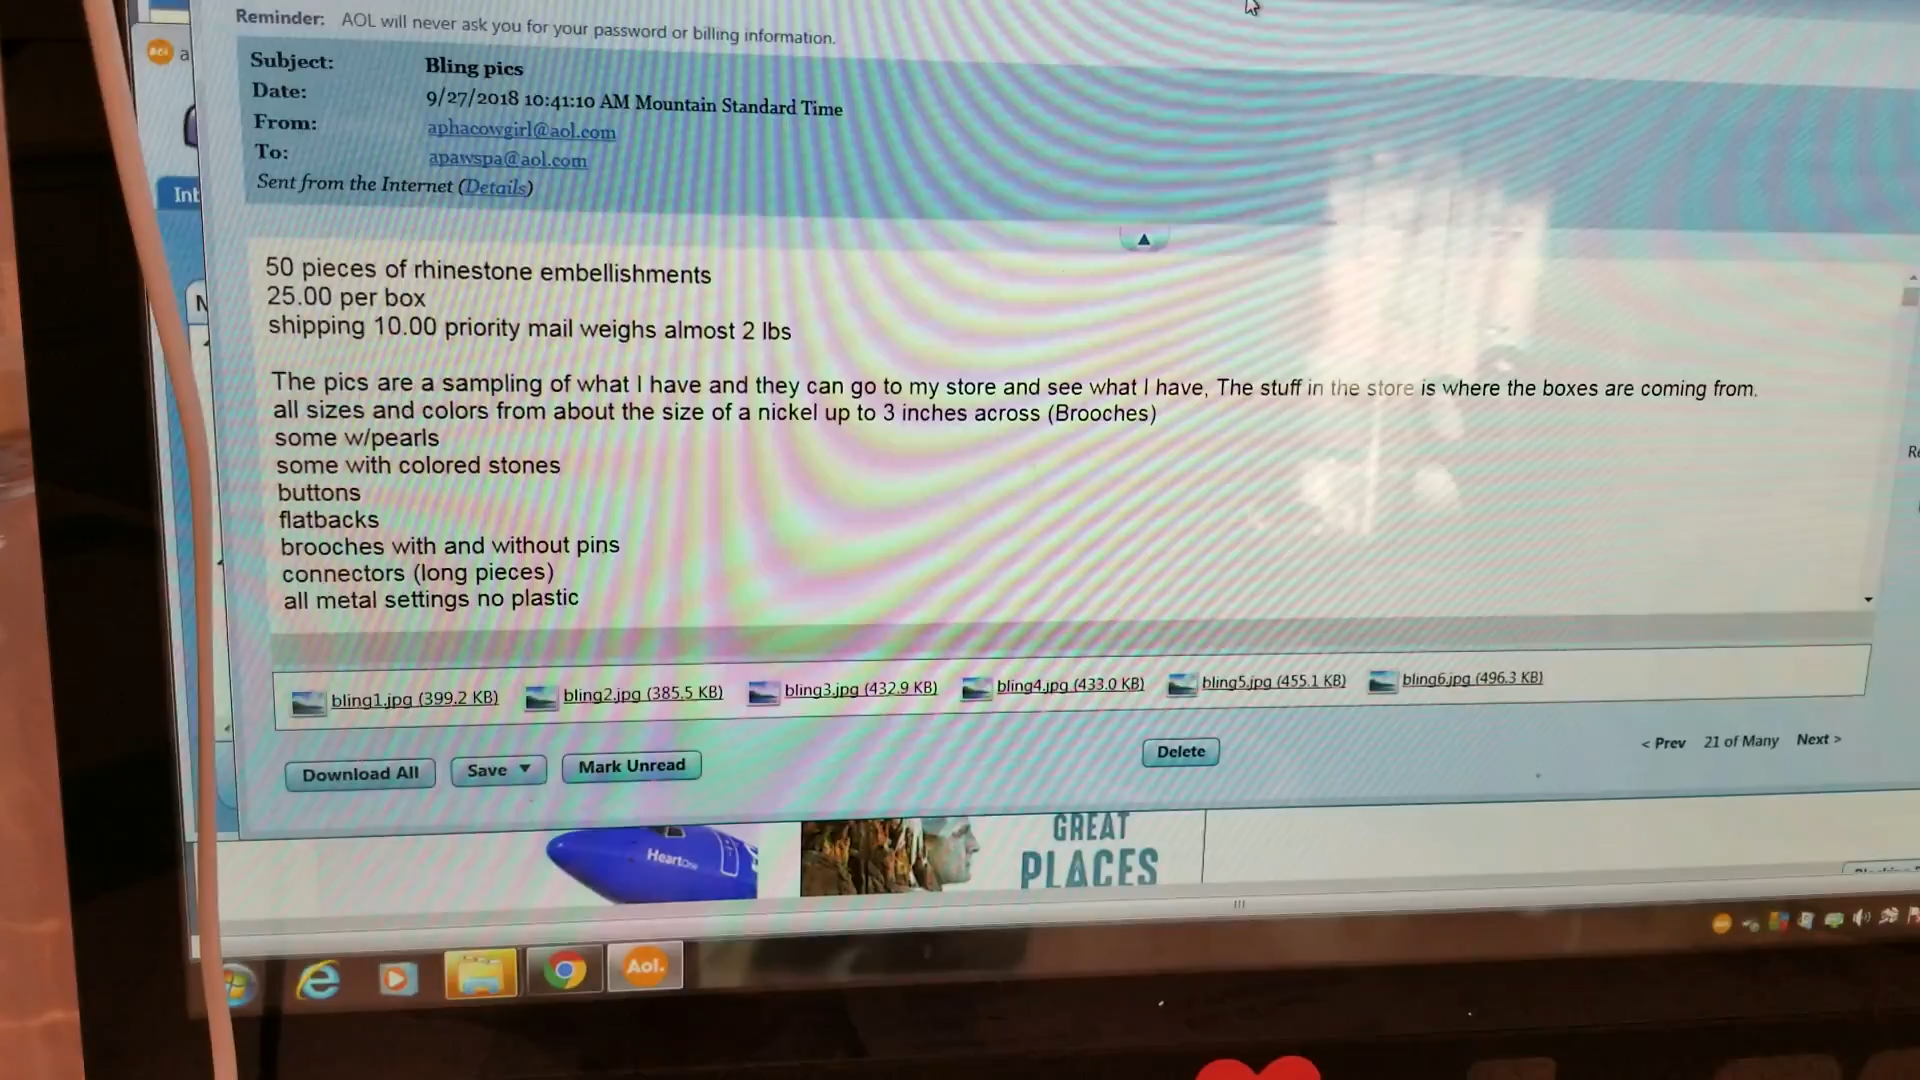 Reminder: AOL will never ask you for your password or billing information.
Subject: Bling pics
Date: 9/27/2018 10:41:10 AM Mountain Standard Time
From: aphacowgirl@aol.com
To: apawspa@aol.com
Sent from the Internet (Details)
50 pieces of rhinestone embellishments
25.00 per box
shipping 10.00 priority mail weighs almost 2 lbs
The pics are a sampling of what I have and they can go to my store and see what I have, The stuff in the store is where the boxes are coming from.
all sizes and colors from about the size of a nickel up to 3 inches across (Brooches)
some w/pearls
some with colored stones
buttons
flatbacks
brooches with and without pins
connectors (long pieces)
all metal settings no plastic
bling1.jpg (399.2 KB) bling2.jpg (385.5 KB) bling3.jpg (432.9 KB) bling4.jpg (433.0 KB) bling5.jpg (455.1 KB) bling6.jpg (496.3 KB)
Download All Save Mark Unread Delete < Prev 21 of Many Next >
HeartOne
GREAT
PLACES
Aol.